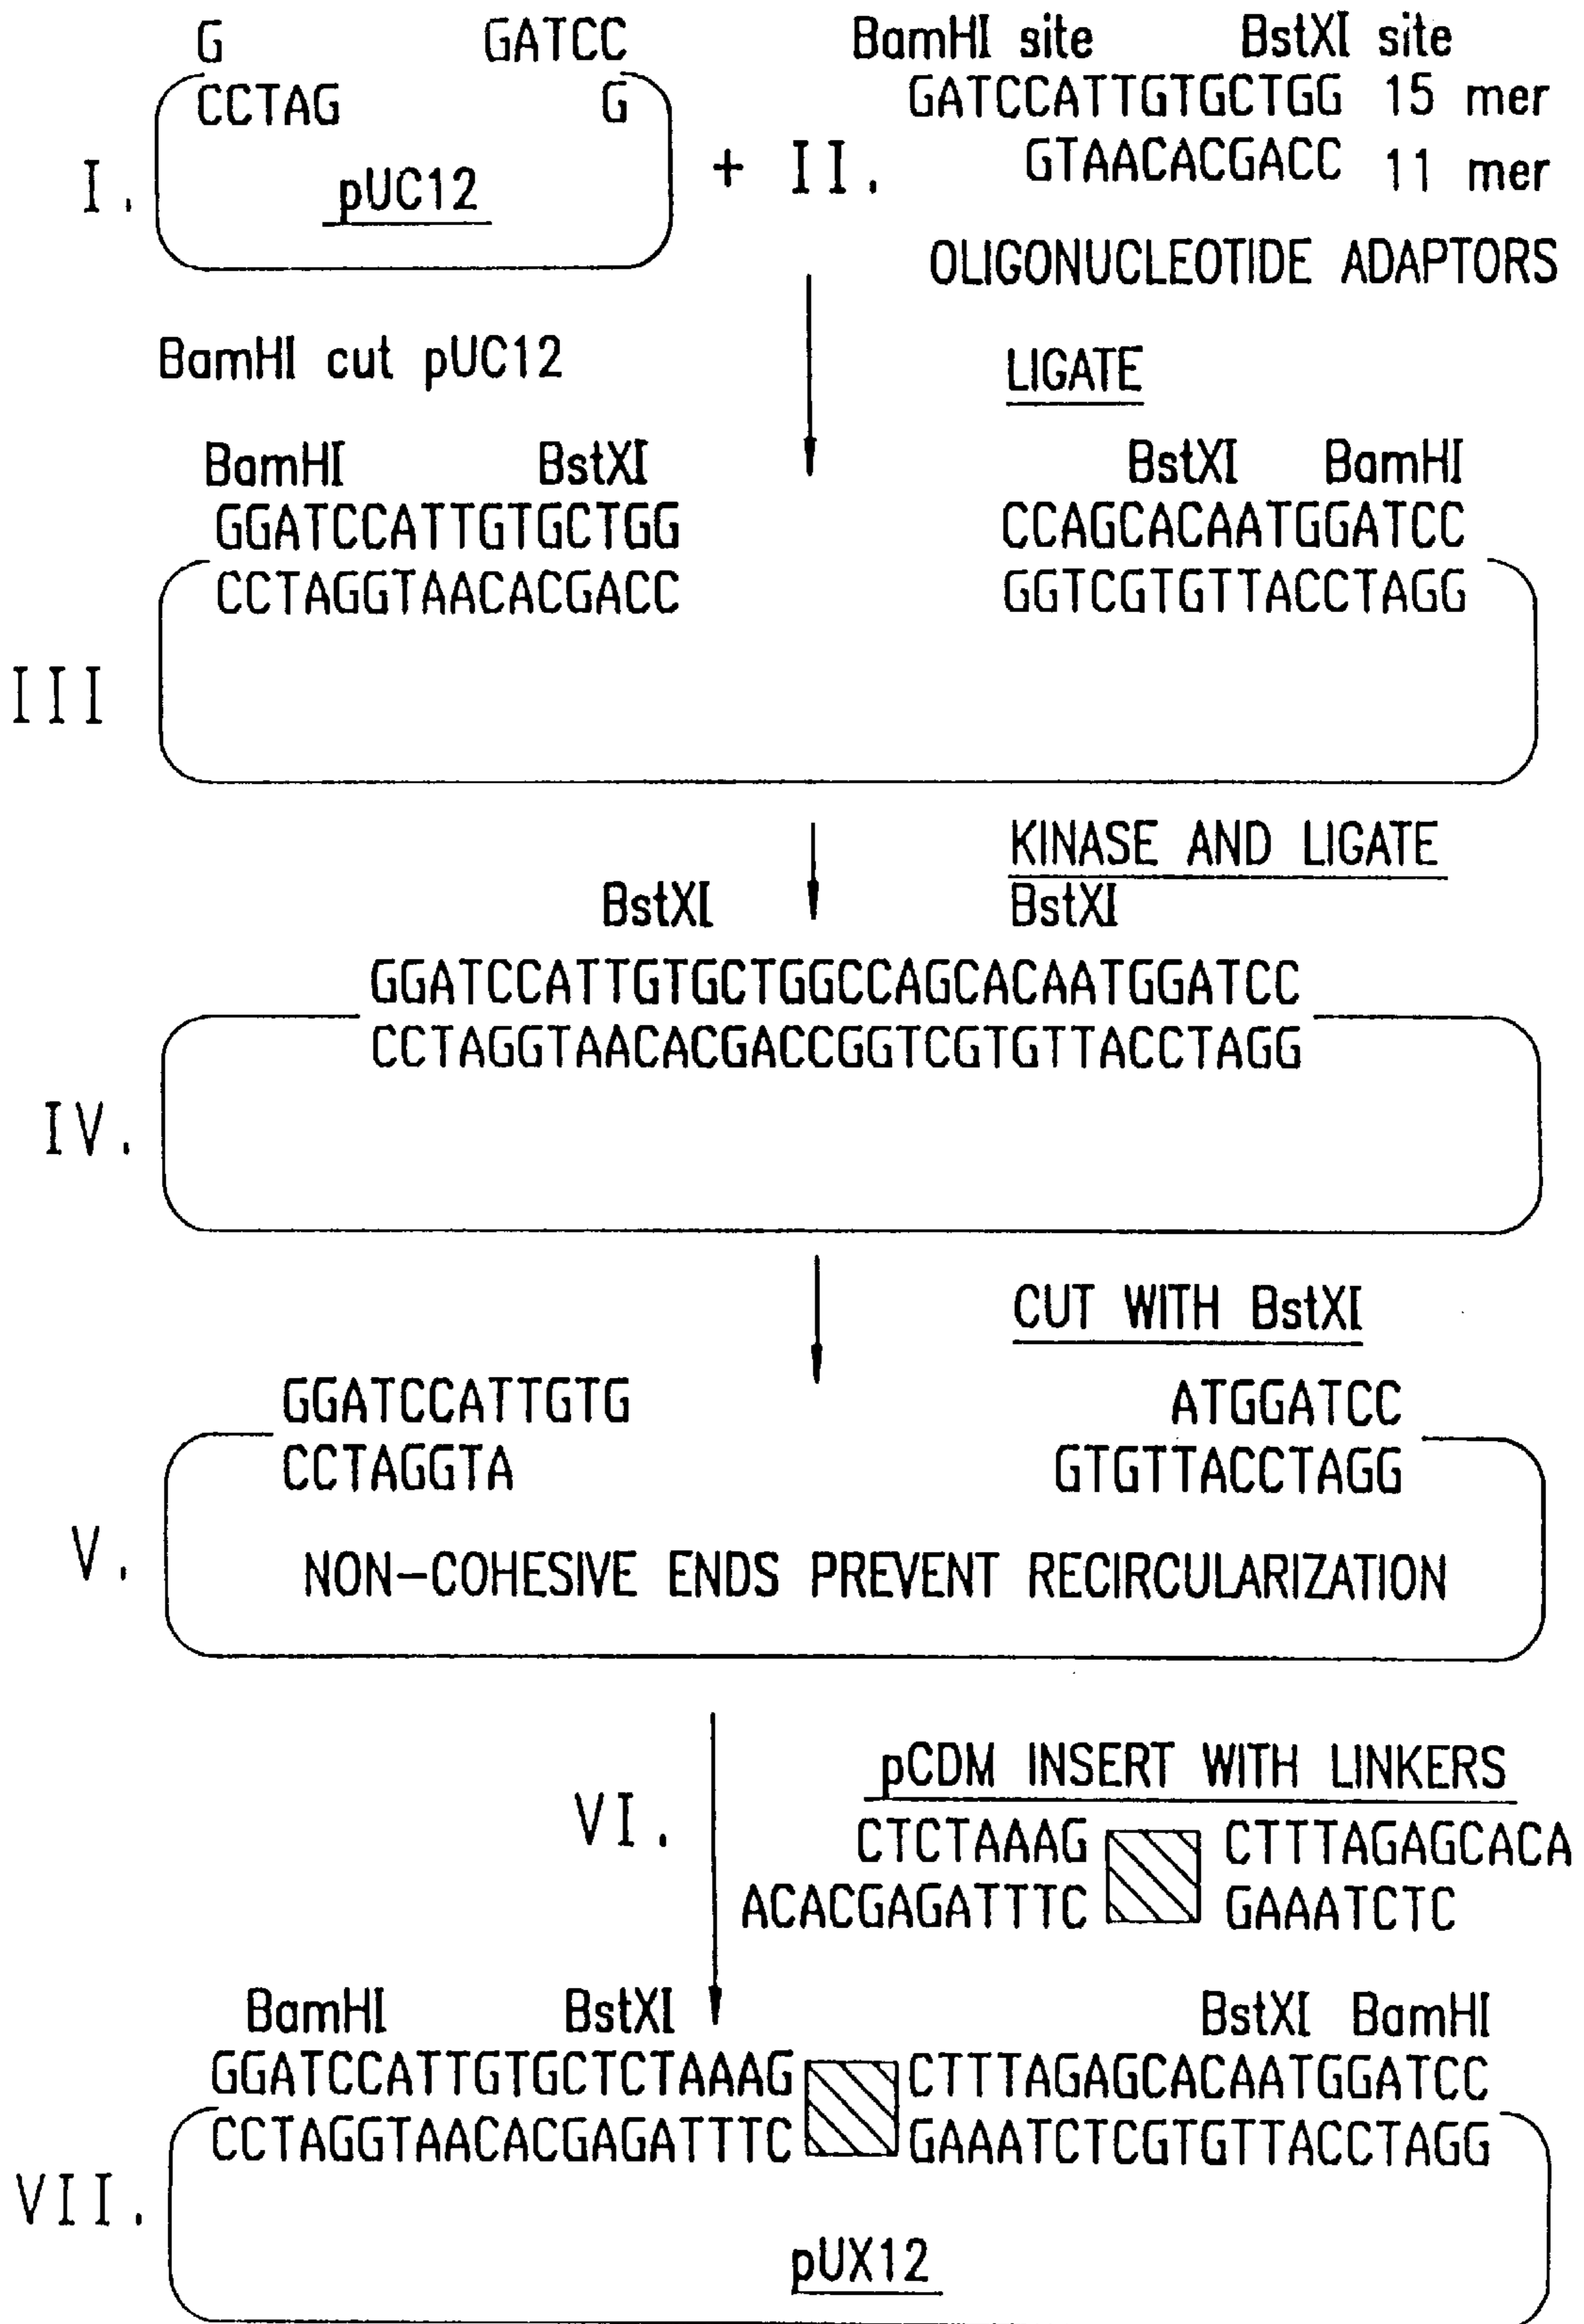 G GATCC
CCTAG G
I. pUC12
BamHI cut pUC12
+ II.
BamHI site BstXI site
GATCCATTGTGCTGG 15 mer
GTAACACGACC 11 mer
OLIGONUCLEOTIDE ADAPTORS
LIGATE
BamHI BstXI BstXI BamHI
GGATCCATTGTGCTGG CCAGCACAATGGATCC
CCTAGGTAACACGACC GGTCGTGTTACCTAGG
III
KINASE AND LIGATE
BstXI BstXI
GGATCCATTGTGCTGGCCAGCACAATGGATCC
CCTAGGTAACACGACCGGTCGTGTTACCTAGG
IV.
CUT WITH BstXI
GGATCCATTGTG ATGGATCC
CCTAGGTA GTGTTACCTAGG
V. NON-COHESIVE ENDS PREVENT RECIRCULARIZATION
VI. pCDM INSERT WITH LINKERS
CTCTAAAG CTTTAGAGCACA
ACACGAGATTTC GAAATCTC
BamHI BstXI BstXI BamHI
GGATCCATTGTGCTCTAAAG CTTTAGAGCACAATGGATCC
CCTAGGTAACACGAGATTTC GAAATCTCGTGTTACCTAGG
VII.
pUX12